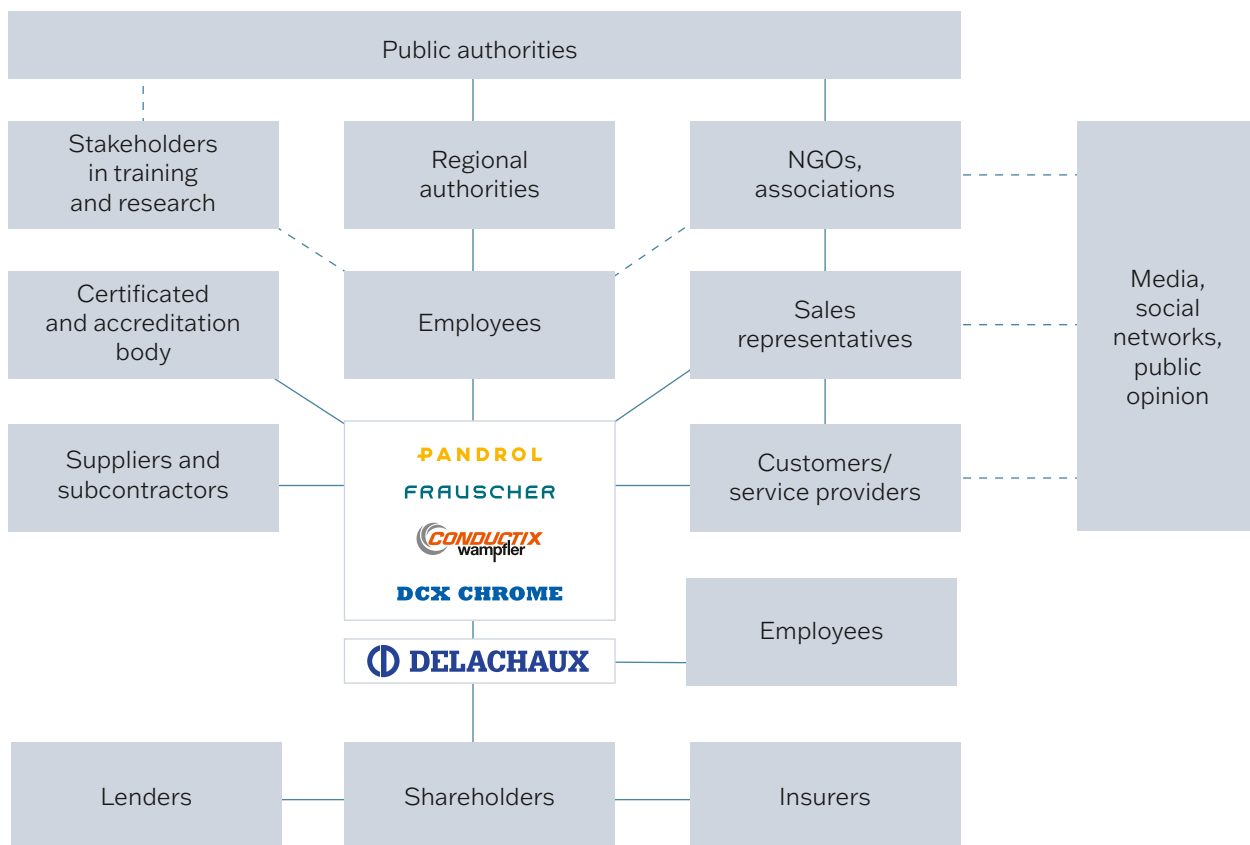 Public authorities
Stakeholders
in training
and research
Regional
authorities
NGOs,
associations
Media,
social
networks,
public
opinion
Certificated
and accreditation
body
Employees
Sales
representatives
Suppliers and
subcontractors
PANDROL
FRAUSCHER
CONDUCTIX
wampfler
DCX CHROME
Customers/
service providers
DELACHAUX
Employees
Lenders
Shareholders
Insurers